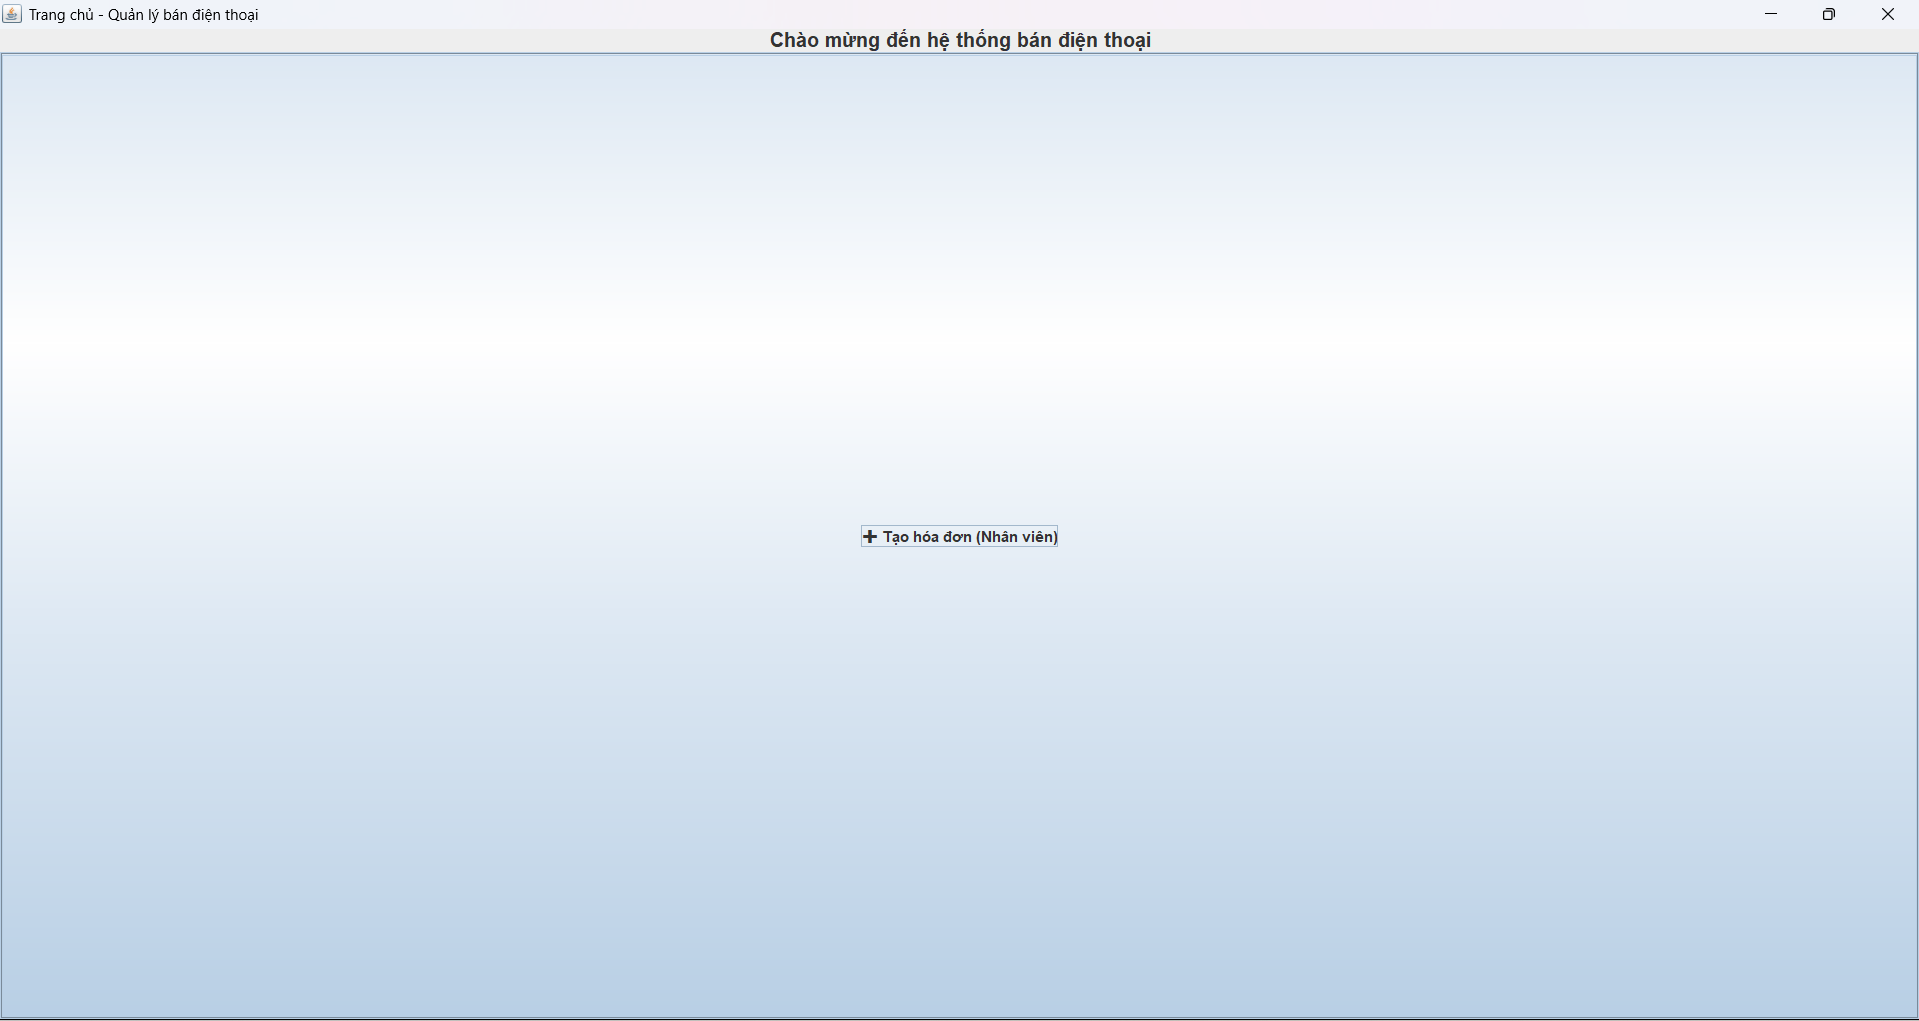 Trang chủ - Quản lý bán điện thoại
Chào mừng đến hệ thống bán điện thoại
➕ Tạo hóa đơn (Nhân viên)